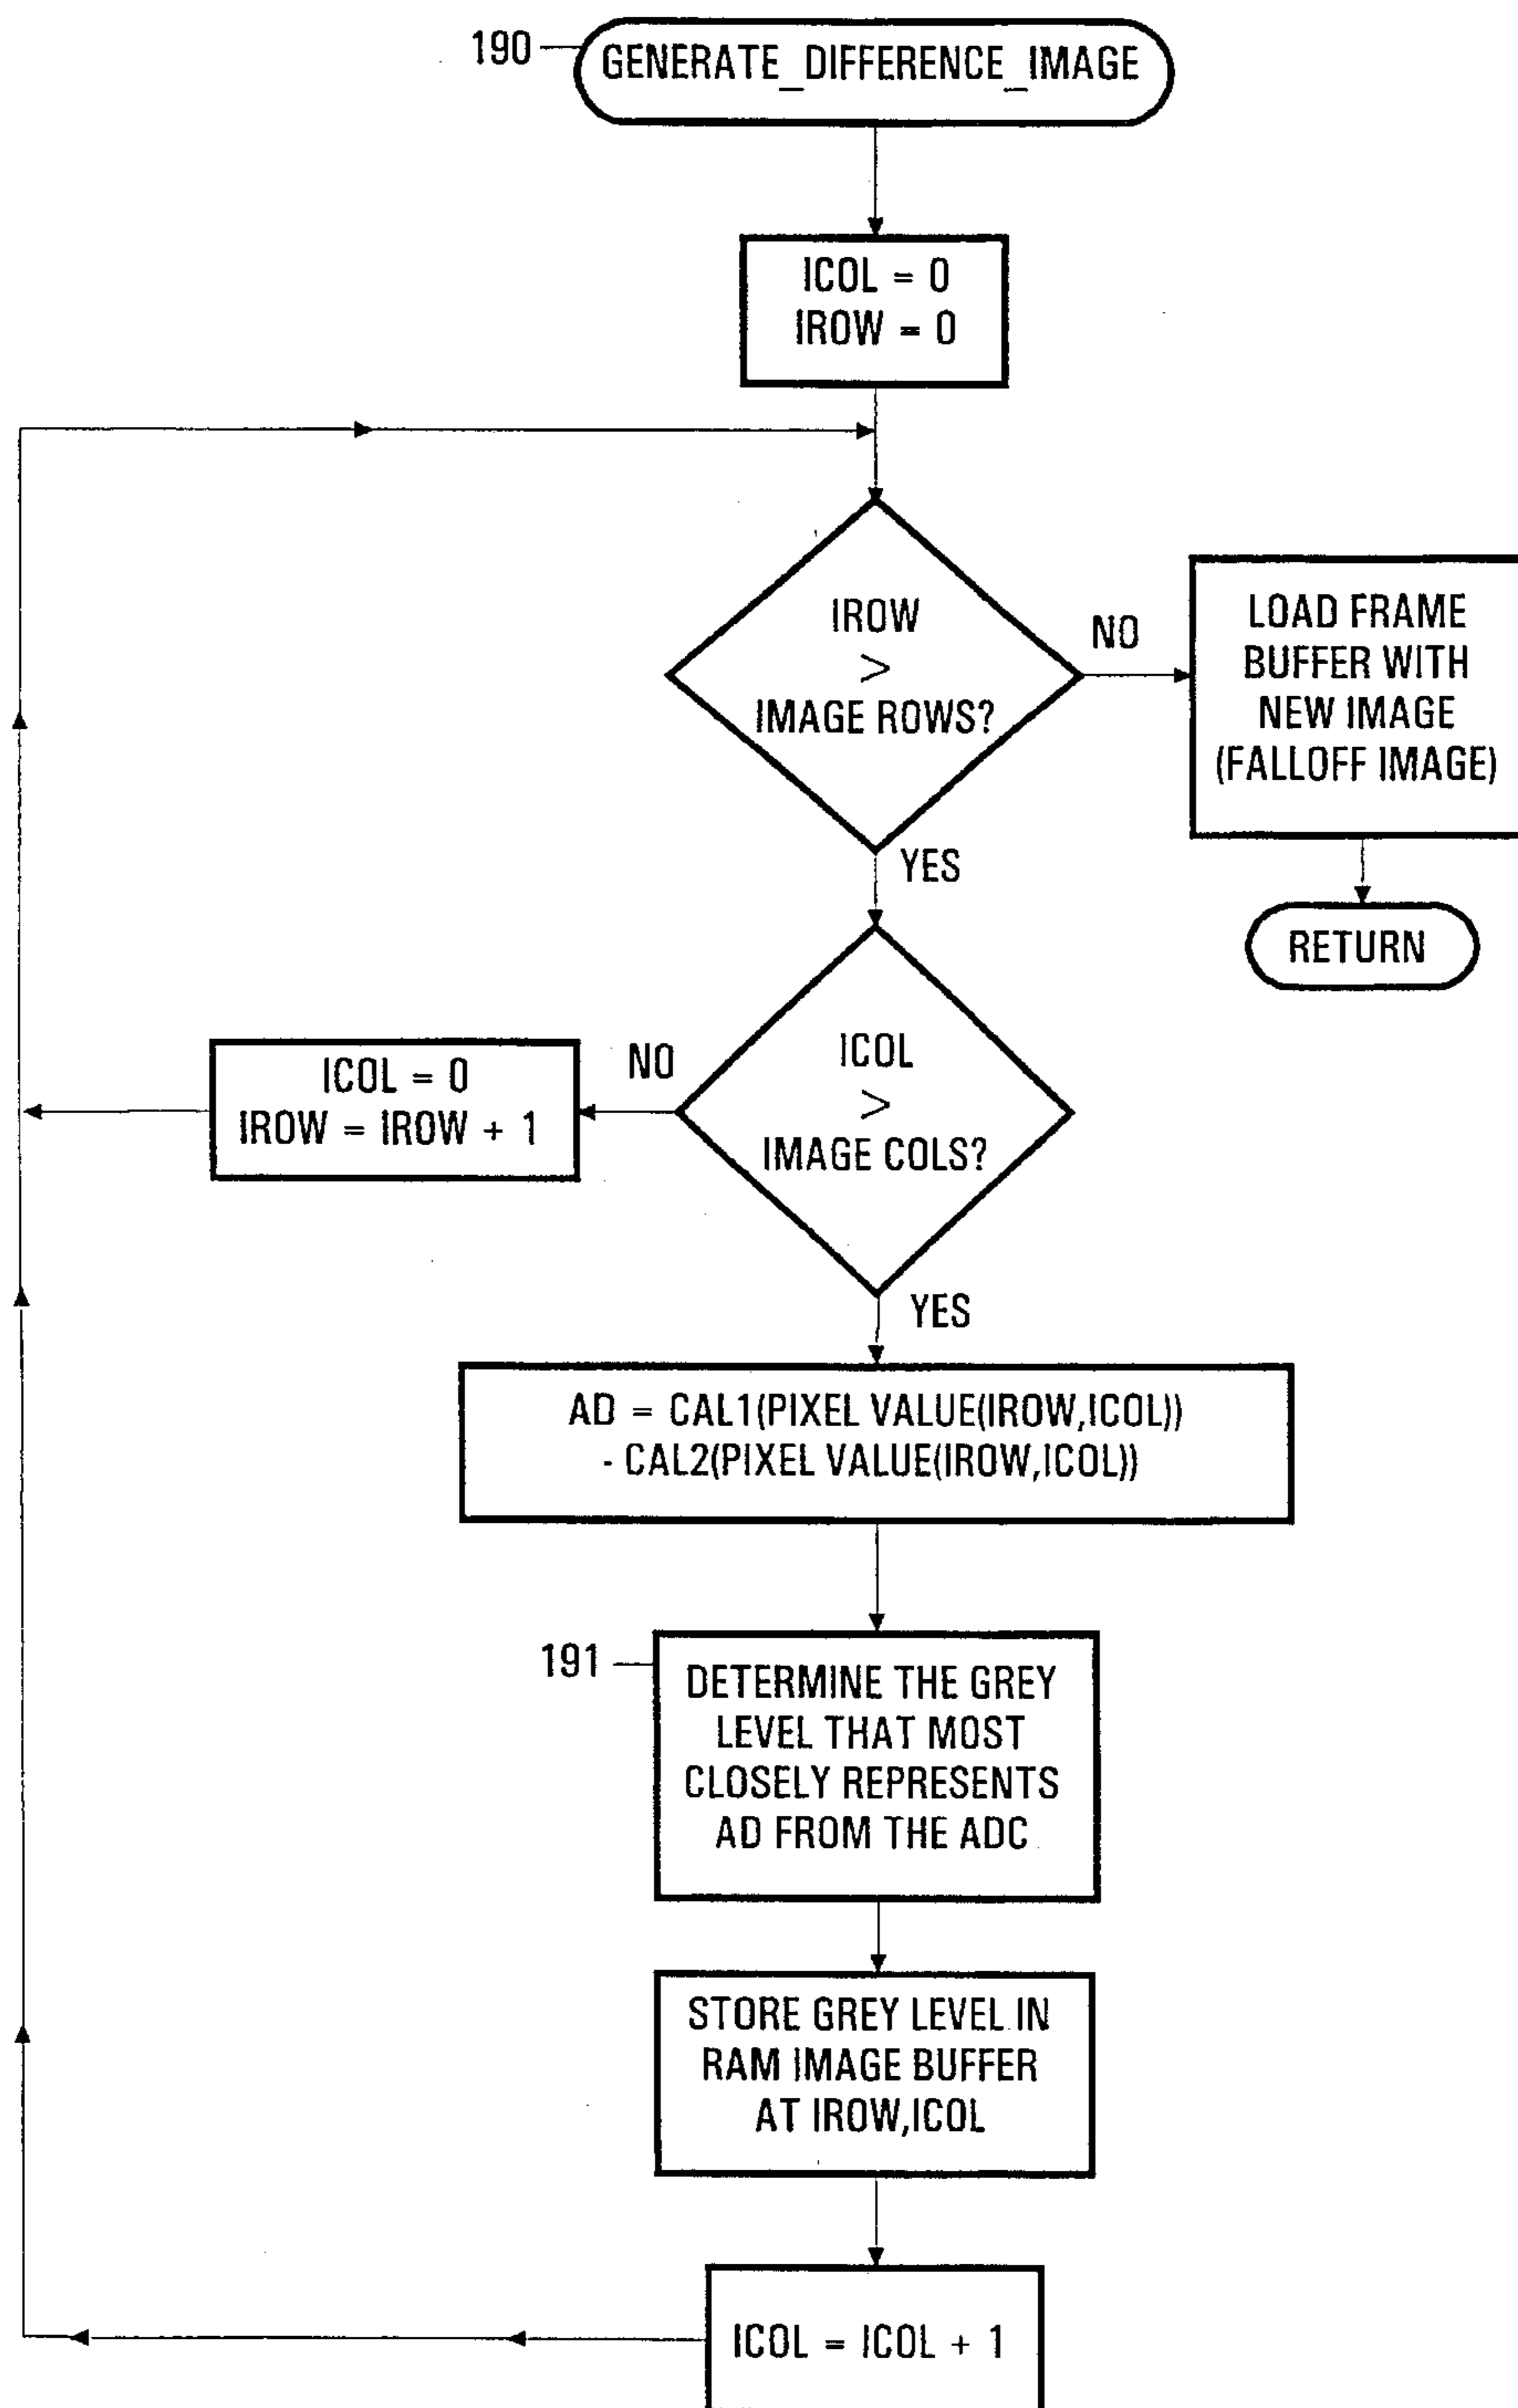 190
GENERATE_DIFFERENCE_IMAGE
ICOL = 0
IROW = 0
IROW
>
IMAGE ROWS?
NO
LOAD FRAME
BUFFER WITH
NEW IMAGE
(FALLOFF IMAGE)
YES
RETURN
ICOL
>
IMAGE COLS?
NO
ICOL = 0
IROW = IROW + 1
YES
AD = CAL1(PIXEL VALUE(IROW,ICOL))
- CAL2(PIXEL VALUE(IROW,ICOL))
191
DETERMINE THE GREY
LEVEL THAT MOST
CLOSELY REPRESENTS
AD FROM THE ADC
STORE GREY LEVEL IN
RAM IMAGE BUFFER
AT IROW,ICOL
ICOL = ICOL + 1